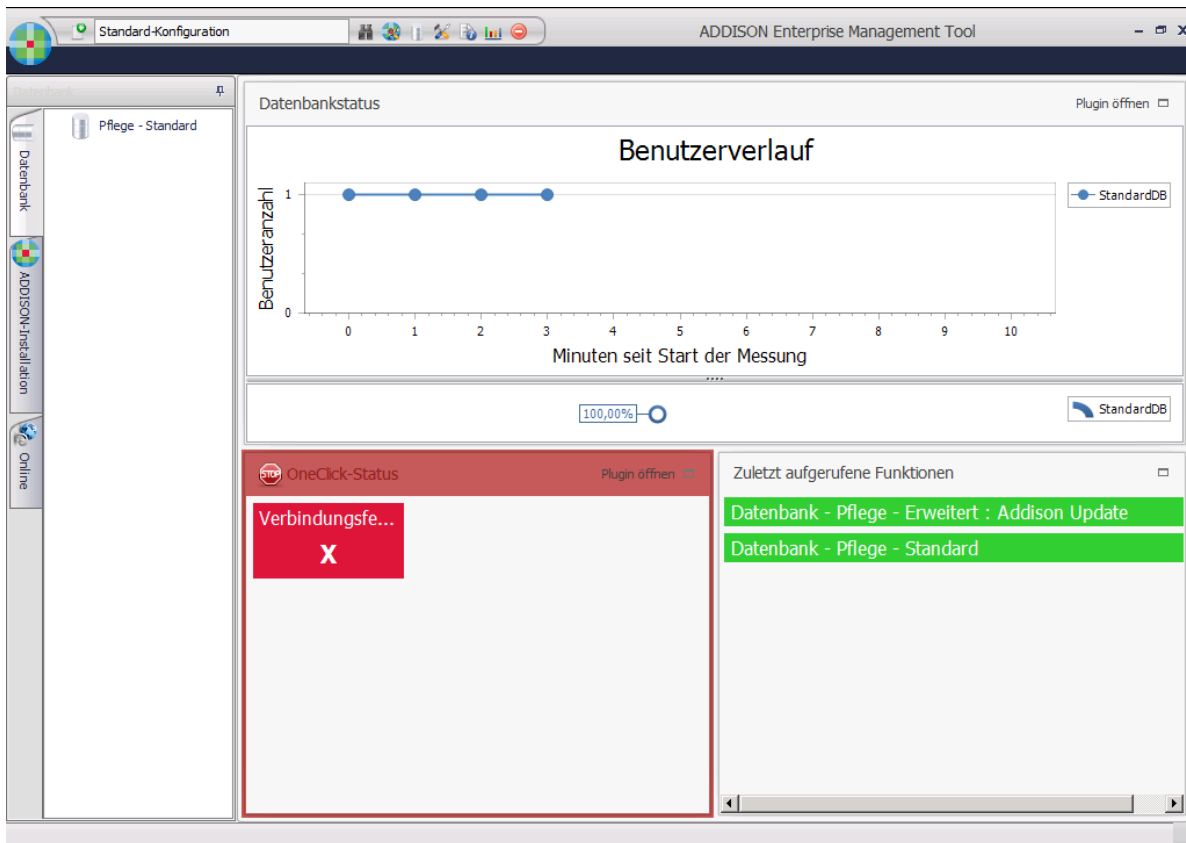 Standard-Konfiguration
ADDISON Enterprise Management Tool
Datenbank
Pflege - Standard
Datenbank
ADDISON-Installation
Online
Datenbankstatus
Plugin öffnen
Benutzerverlauf
Benutzeranzahl
1
0
StandardDB
0 1 2 3 4 5 6 7 8 9 10
Minuten seit Start der Messung
100,00%
StandardDB
STOP
OneClick-Status
Plugin öffnen
Verbindungsfe...
X
Zuletzt aufgerufene Funktionen
Datenbank - Pflege - Erweitert : Addison Update
Datenbank - Pflege - Standard